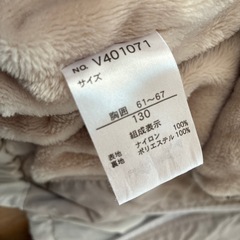 NO. V401071
サイズ
胸囲 61~67
130
組成表示
表地 ナイロン 100%
裏地 ポリエステル 100%